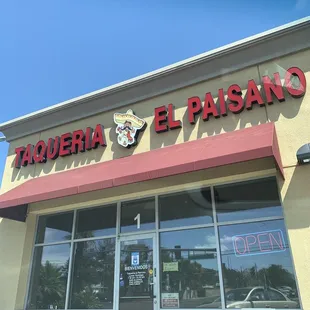 TAQUERIA EL PAISANO
1
OPEN
BIENVENIDOS